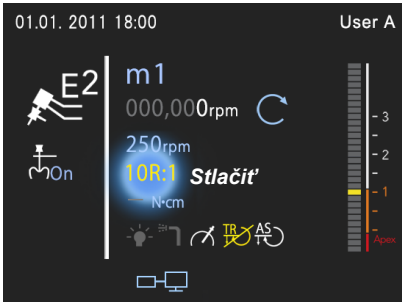 01.01. 2011 18:00 User A
E2
m1
000,000rpm
250rpm
10R:1 Stlačiť
On
--- N•cm
TR AS
3
2
1
Apex